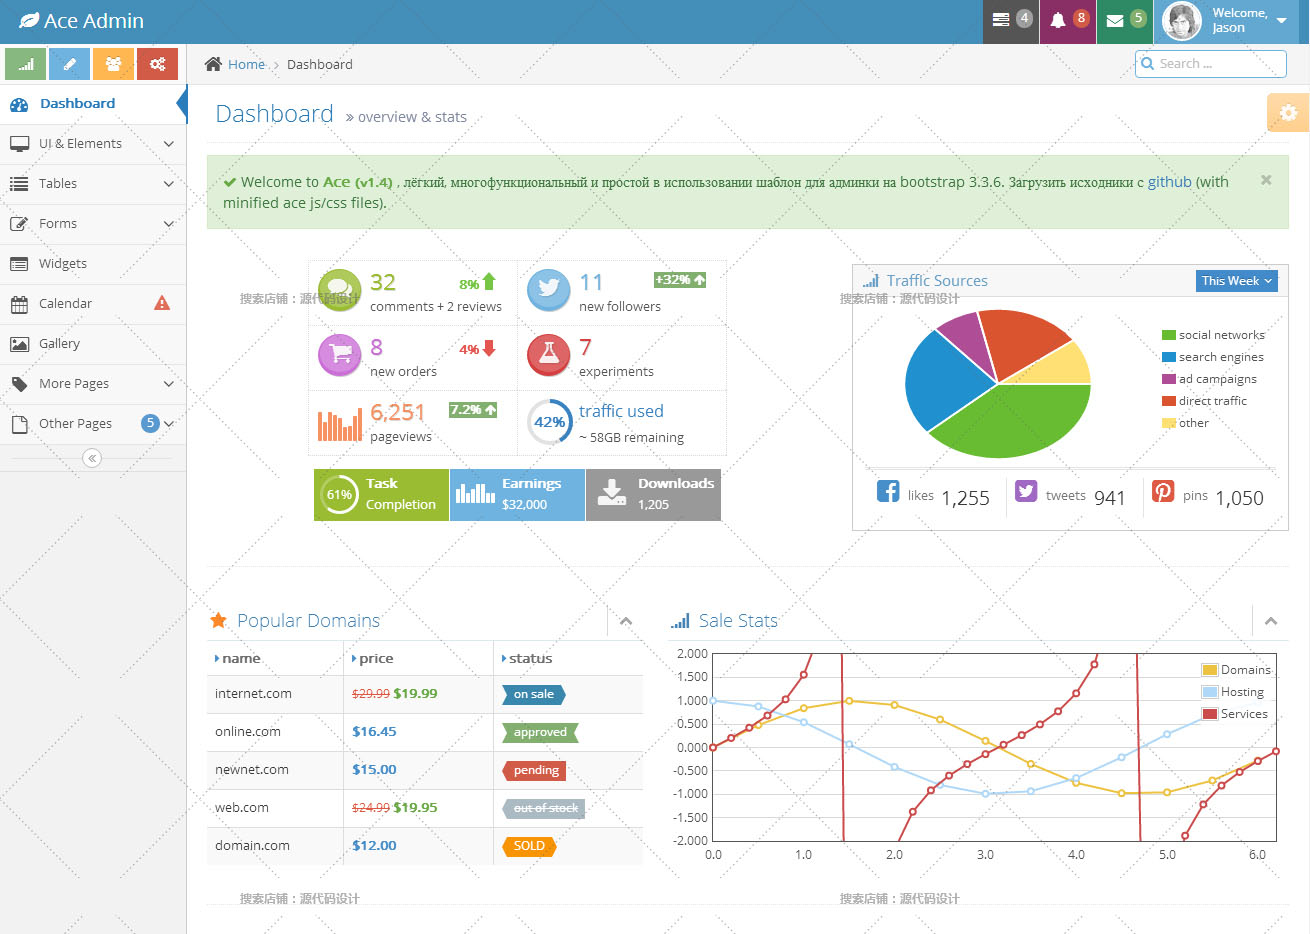 Ace Admin
4
8
5
Welcome,
Jason
Home
Dashboard
Search ...
Dashboard
UI & Elements
Tables
Forms
Widgets
Calendar
Gallery
More Pages
Other Pages
5
Dashboard » overview & stats
Welcome to Ace (v1.4) , лёгкий, многофункциональный и простой в использовании шаблон для админки на bootstrap 3.3.6. Загрузить исходники с github (with
minified ace js/css files).
×
32
8%
comments + 2 reviews
11
+32%
new followers
8
4%
new orders
7
experiments
6,251
7.2%
pageviews
42%
traffic used
~ 58GB remaining
61%
Task
Completion
Earnings
$32,000
Downloads
1,205
Traffic Sources
This Week
social networks
search engines
ad campaigns
direct traffic
other
likes 1,255
tweets 941
pins 1,050
搜索店铺：源代码设计
搜索店铺：源代码设计
Popular Domains
name price status
internet.com $29.99 $19.99 on sale
online.com $16.45 approved
newnet.com $15.00 pending
web.com $24.99 $19.95 out of stock
domain.com $12.00 SOLD
Sale Stats
2.000
1.500
1.000
0.500
0.000
-0.500
-1.000
-1.500
-2.000
0.0 1.0 2.0 3.0 4.0 5.0 6.0
Domains
Hosting
Services
搜索店铺：源代码设计
搜索店铺：源代码设计